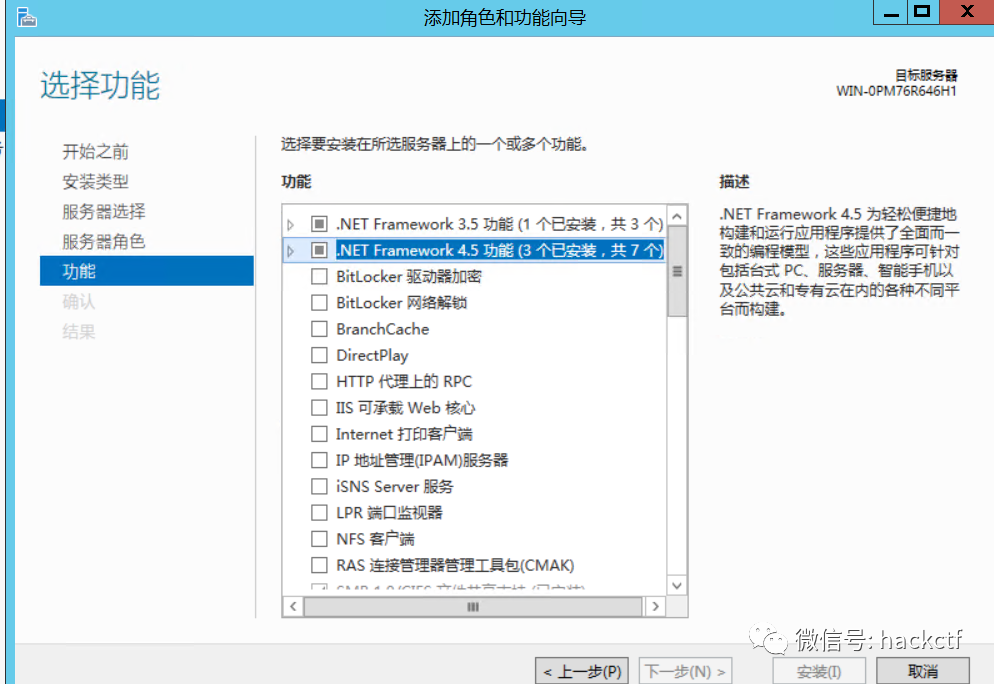 添加角色和功能向导
选择功能
目标服务器
WIN-0PM76R646H1
开始之前
安装类型
服务器选择
服务器角色
功能
确认
结果
选择要安装在所选服务器上的一个或多个功能。
功能
.NET Framework 3.5 功能 (1 个已安装，共 3 个)
.NET Framework 4.5 功能 (3 个已安装，共 7 个)
BitLocker 驱动器加密
BitLocker 网络解锁
BranchCache
DirectPlay
HTTP 代理上的 RPC
IIS 可承载 Web 核心
Internet 打印客户端
IP 地址管理(IPAM)服务器
iSNS Server 服务
LPR 端口监视器
NFS 客户端
RAS 连接管理器管理工具包(CMAK)
SMB 1.0/CIFS 文件共享支持 (已安装)
描述
.NET Framework 4.5 为轻松便捷地
构建和运行应用程序提供了全面而一
致的编程模型，这些应用程序可针对
包括台式 PC、服务器、智能手机以
及公共云和专有云在内的各种不同平
台而构建。
微信号: hackctf
< 上一步(P)
下一步(N) >
安装(I)
取消